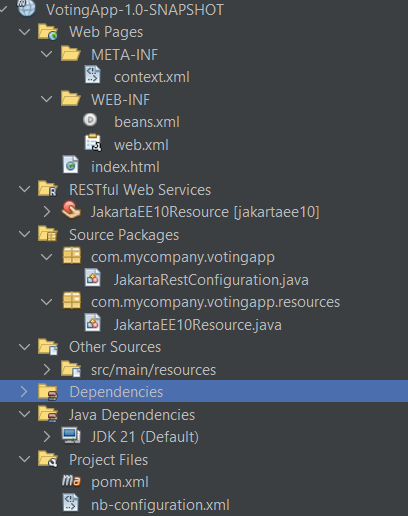 VotingApp-1.0-SNAPSHOT
Web Pages
META-INF
context.xml
WEB-INF
beans.xml
web.xml
index.html
RESTful Web Services
JakartaEE10Resource [jakartaee10]
Source Packages
com.mycompany.votingapp
JakartaRestConfiguration.java
com.mycompany.votingapp.resources
JakartaEE10Resource.java
Other Sources
src/main/resources
Dependencies
Java Dependencies
JDK 21 (Default)
Project Files
pom.xml
nb-configuration.xml